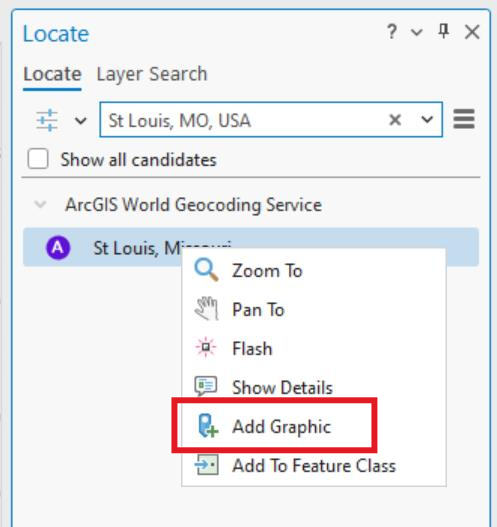 Locate
?
Locate Layer Search
St Louis, MO, USA
Show all candidates
ArcGIS World Geocoding Service
A St Louis, Missouri
Zoom To
Pan To
Flash
Show Details
Add Graphic
Add To Feature Class